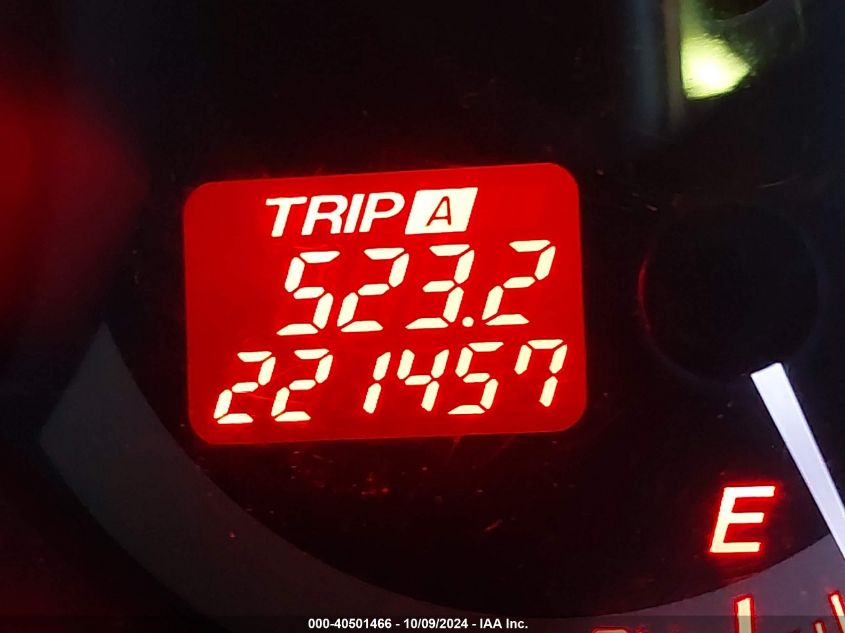 TRIP A
523.2
221457
E
000-40501466 - 10/09/2024 - IAA Inc.